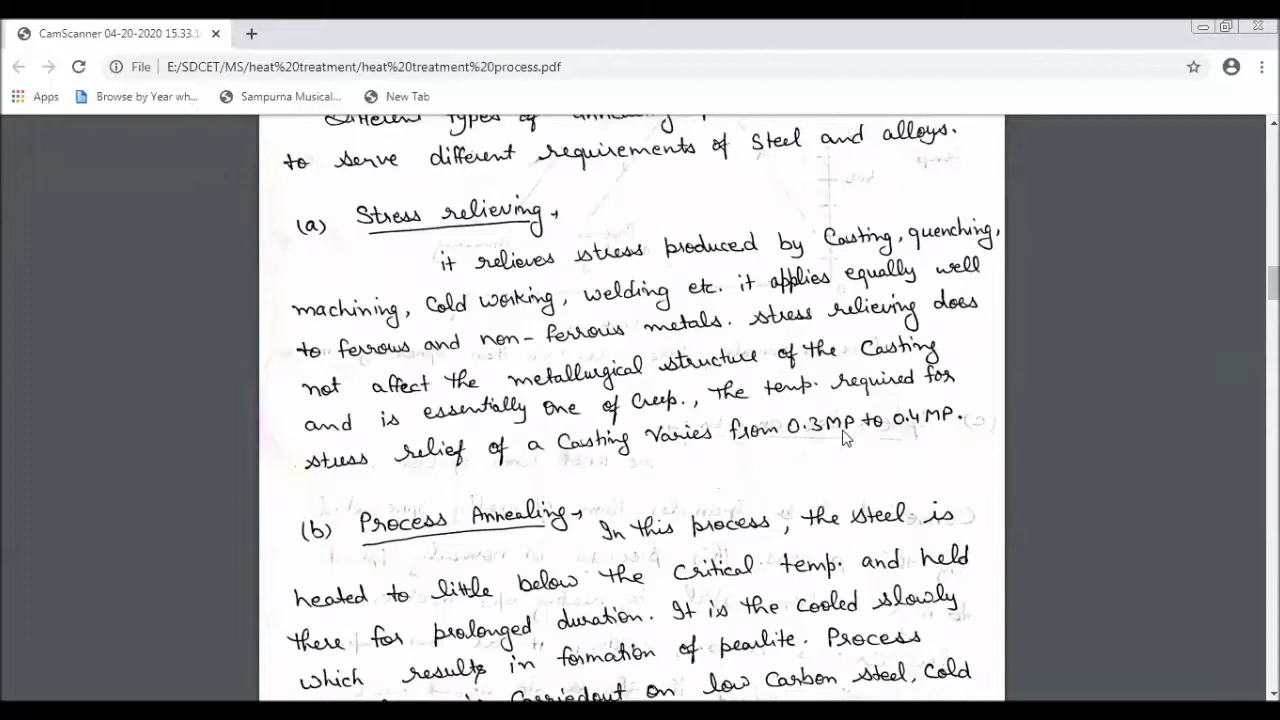 CamScanner 04-20-2020 15.33.1
File E:/SDCET/MS/heat%20treatment/heat%20treatment%20process.pdf
Apps Browse by Year wh... Sampurna Musical... New Tab
Different types of
to serve different requirements of steel and alloys.
(a) Stress relieving,
it relieves stress produced by Casting, quenching,
machining, Cold working, welding etc. it applies equally well
to ferrous and non-ferrous metals. stress relieving does
not affect the metallurgical structure of the Casting
and is essentially one of Creep., the temp. required for
stress relief of a Casting varies from 0.3MP to 0.4MP.
(b) Process Annealing, In this process, the steel is
heated to little below the critical temp. and held
there for prolonged duration. It is the cooled slowly
which results in formation of pearlite. Process
carriedout on low Carbon steel, cold